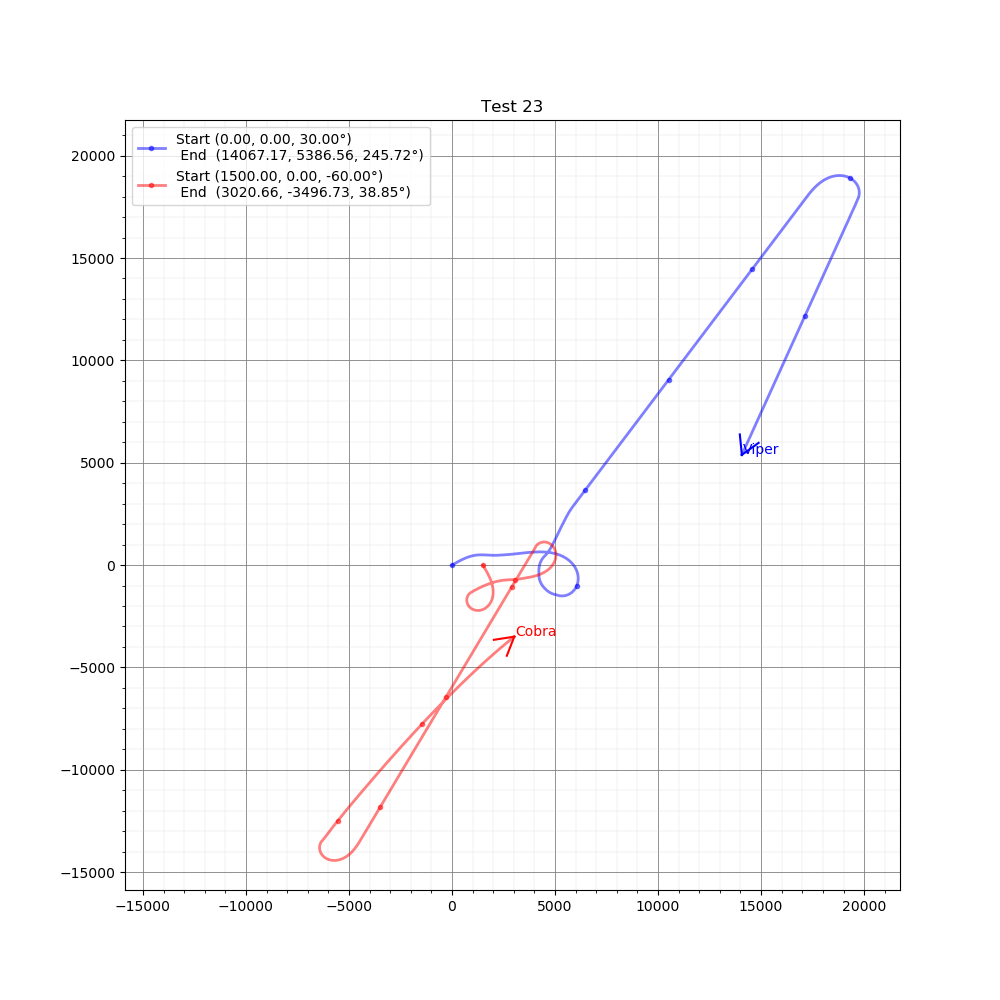 Test 23
Start (0.00, 0.00, 30.00°)
End (14067.17, 5386.56, 245.72°)
Start (1500.00, 0.00, -60.00°)
End (3020.66, -3496.73, 38.85°)
20000
15000
10000
5000
0
−5000
−10000
−15000
Viper
Cobra
−15000 −10000 −5000 0 5000 10000 15000 20000